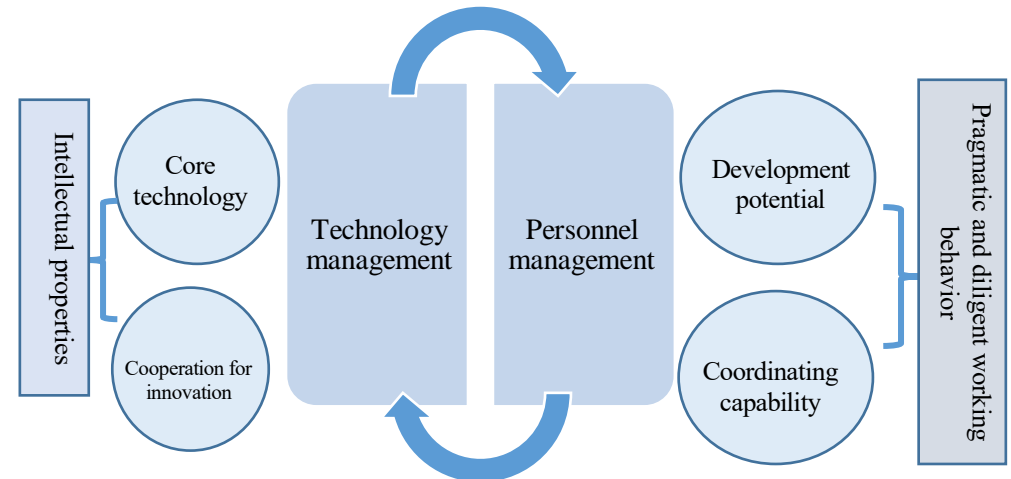 Intellectual properties
Core
technology
Cooperation for
innovation
Technology
management
Personnel
management
Development
potential
Coordinating
capability
Pragmatic and diligent working
behavior